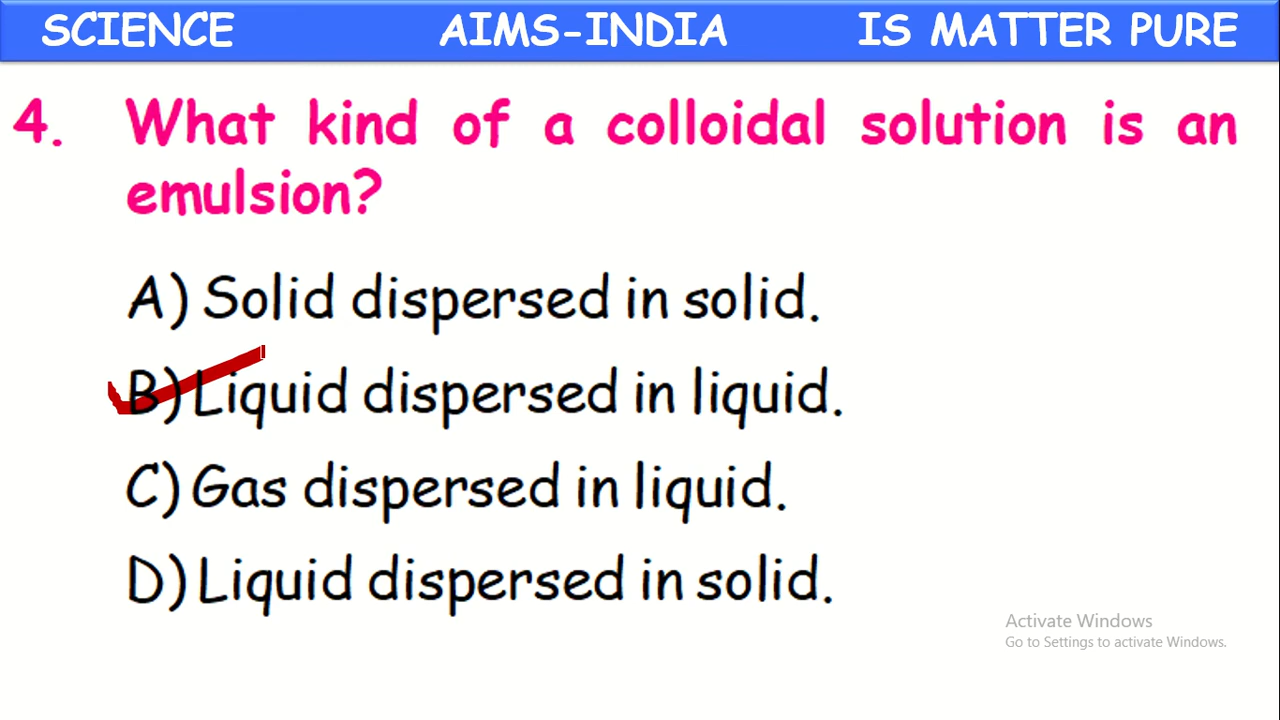 SCIENCE AIMS-INDIA IS MATTER PURE
4. What kind of a colloidal solution is an
emulsion?
A) Solid dispersed in solid.
B) Liquid dispersed in liquid.
C) Gas dispersed in liquid.
D) Liquid dispersed in solid.
Activate Windows
Go to Settings to activate Windows.